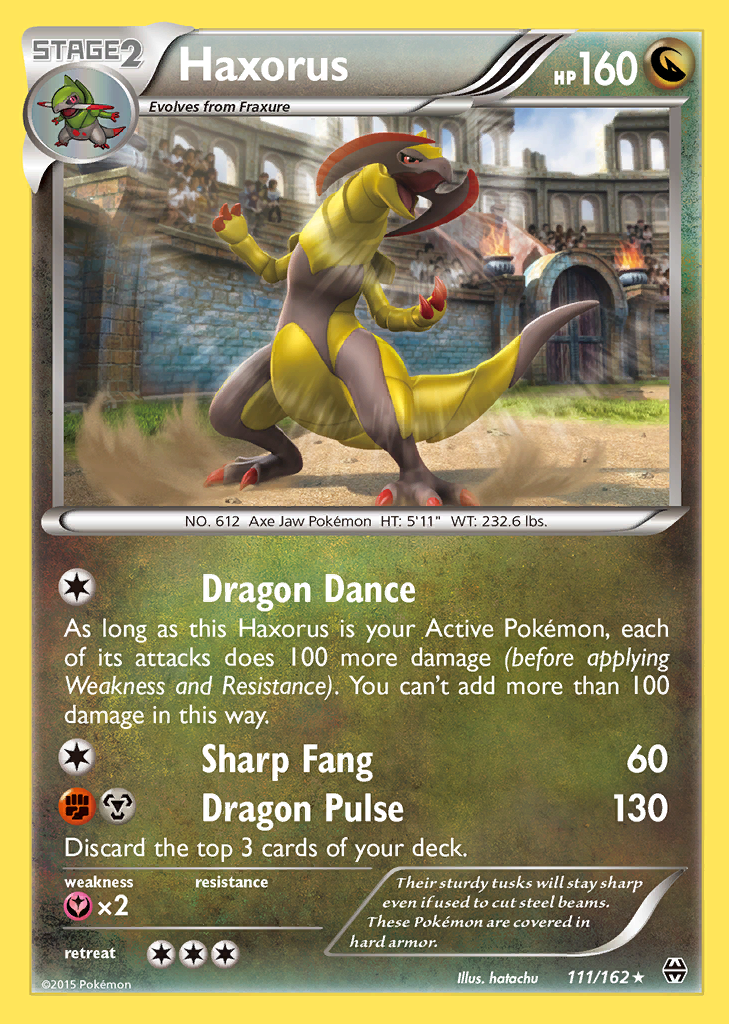 STAGE2
Haxorus
HP160
Evolves from Fraxure
NO. 612 Axe Jaw Pokémon HT: 5'11" WT: 232.6 lbs.
Dragon Dance
As long as this Haxorus is your Active Pokémon, each
of its attacks does 100 more damage (before applying
Weakness and Resistance). You can't add more than 100
damage in this way.
Sharp Fang 60
Dragon Pulse 130
Discard the top 3 cards of your deck.
weakness resistance
×2
retreat
Their sturdy tusks will stay sharp
even if used to cut steel beams.
These Pokémon are covered in
hard armor.
©2015 Pokémon
Illus. hatachu
111/162★